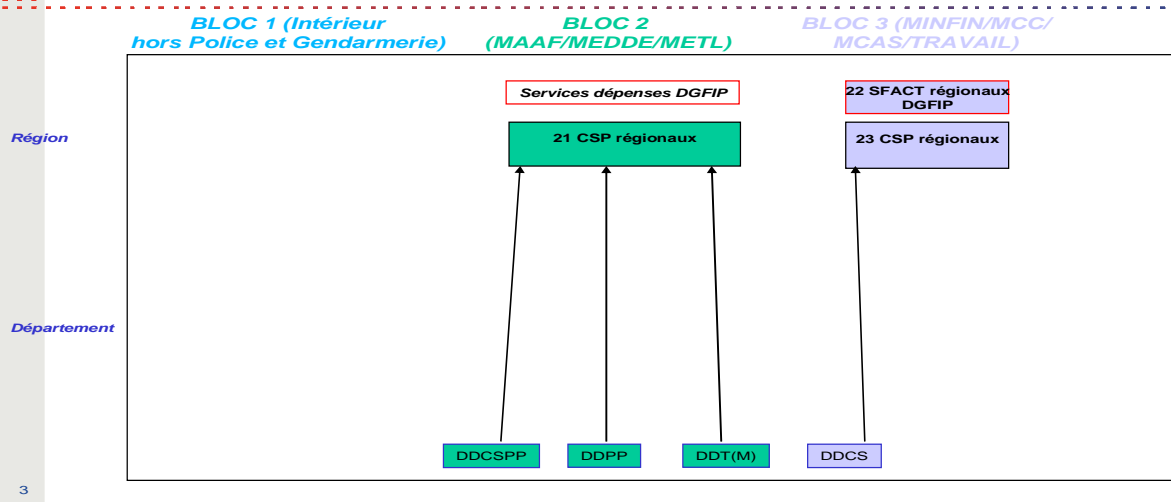 BLOC 1 (Intérieur
hors Police et Gendarmerie)
BLOC 2
(MAAF/MEDDE/METL)
BLOC 3 (MINFIN/MCC/
MCAS/TRAVAIL)
Services dépenses DGFIP
22 SFACT régionaux
DGFIP
Région
21 CSP régionaux
23 CSP régionaux
Département
DDCSPP
DDPP
DDT(M)
DDCS
3